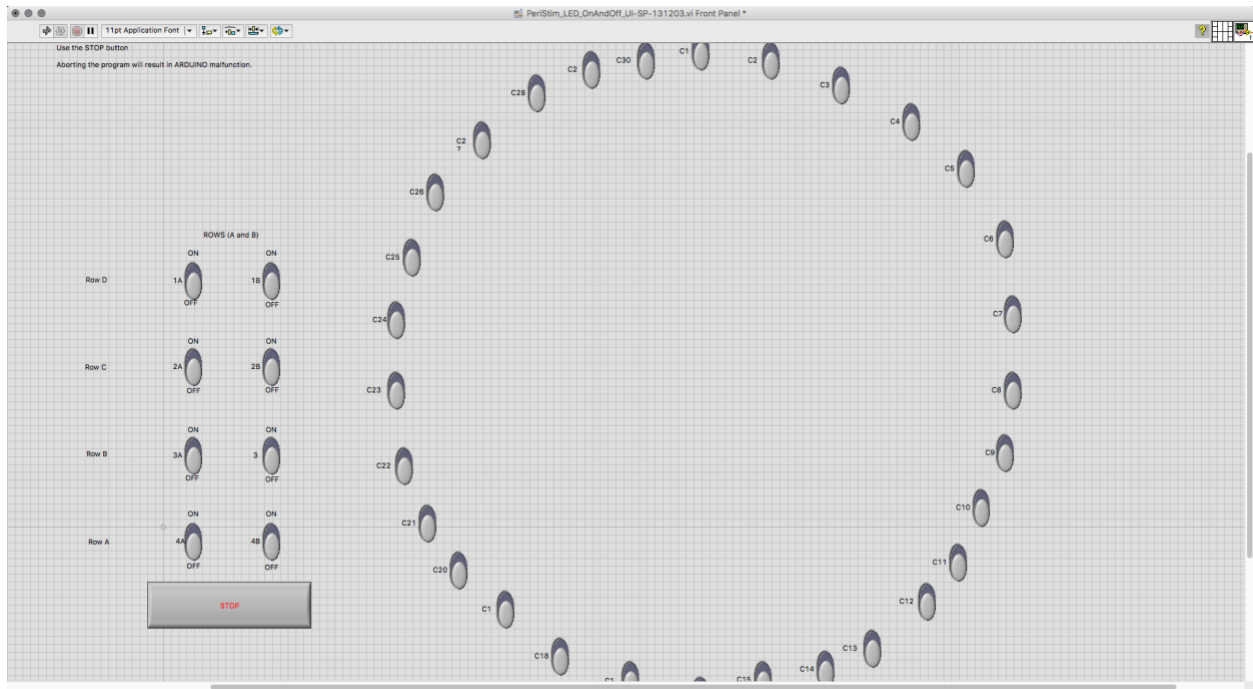 PeriStim_LED_OnAndOff_UI-SP-131203.vi Front Panel *
11pt Application Font
Use the STOP button
Aborting the program will result in ARDUINO malfunction.
C30
C1
C2
C2
C3
C28
C4
C2
7
C5
C26
ROWS (A and B)
C6
ON
ON
C25
Row D
1A
1B
OFF
OFF
C7
C24
ON
ON
Row C
2A
2B
OFF
OFF
C23
C8
ON
ON
Row B
3A
3
OFF
OFF
C9
C22
C10
ON
ON
C21
Row A
4A
4B
OFF
OFF
C11
C20
STOP
C12
C1
C13
C18
C14
C1
C15